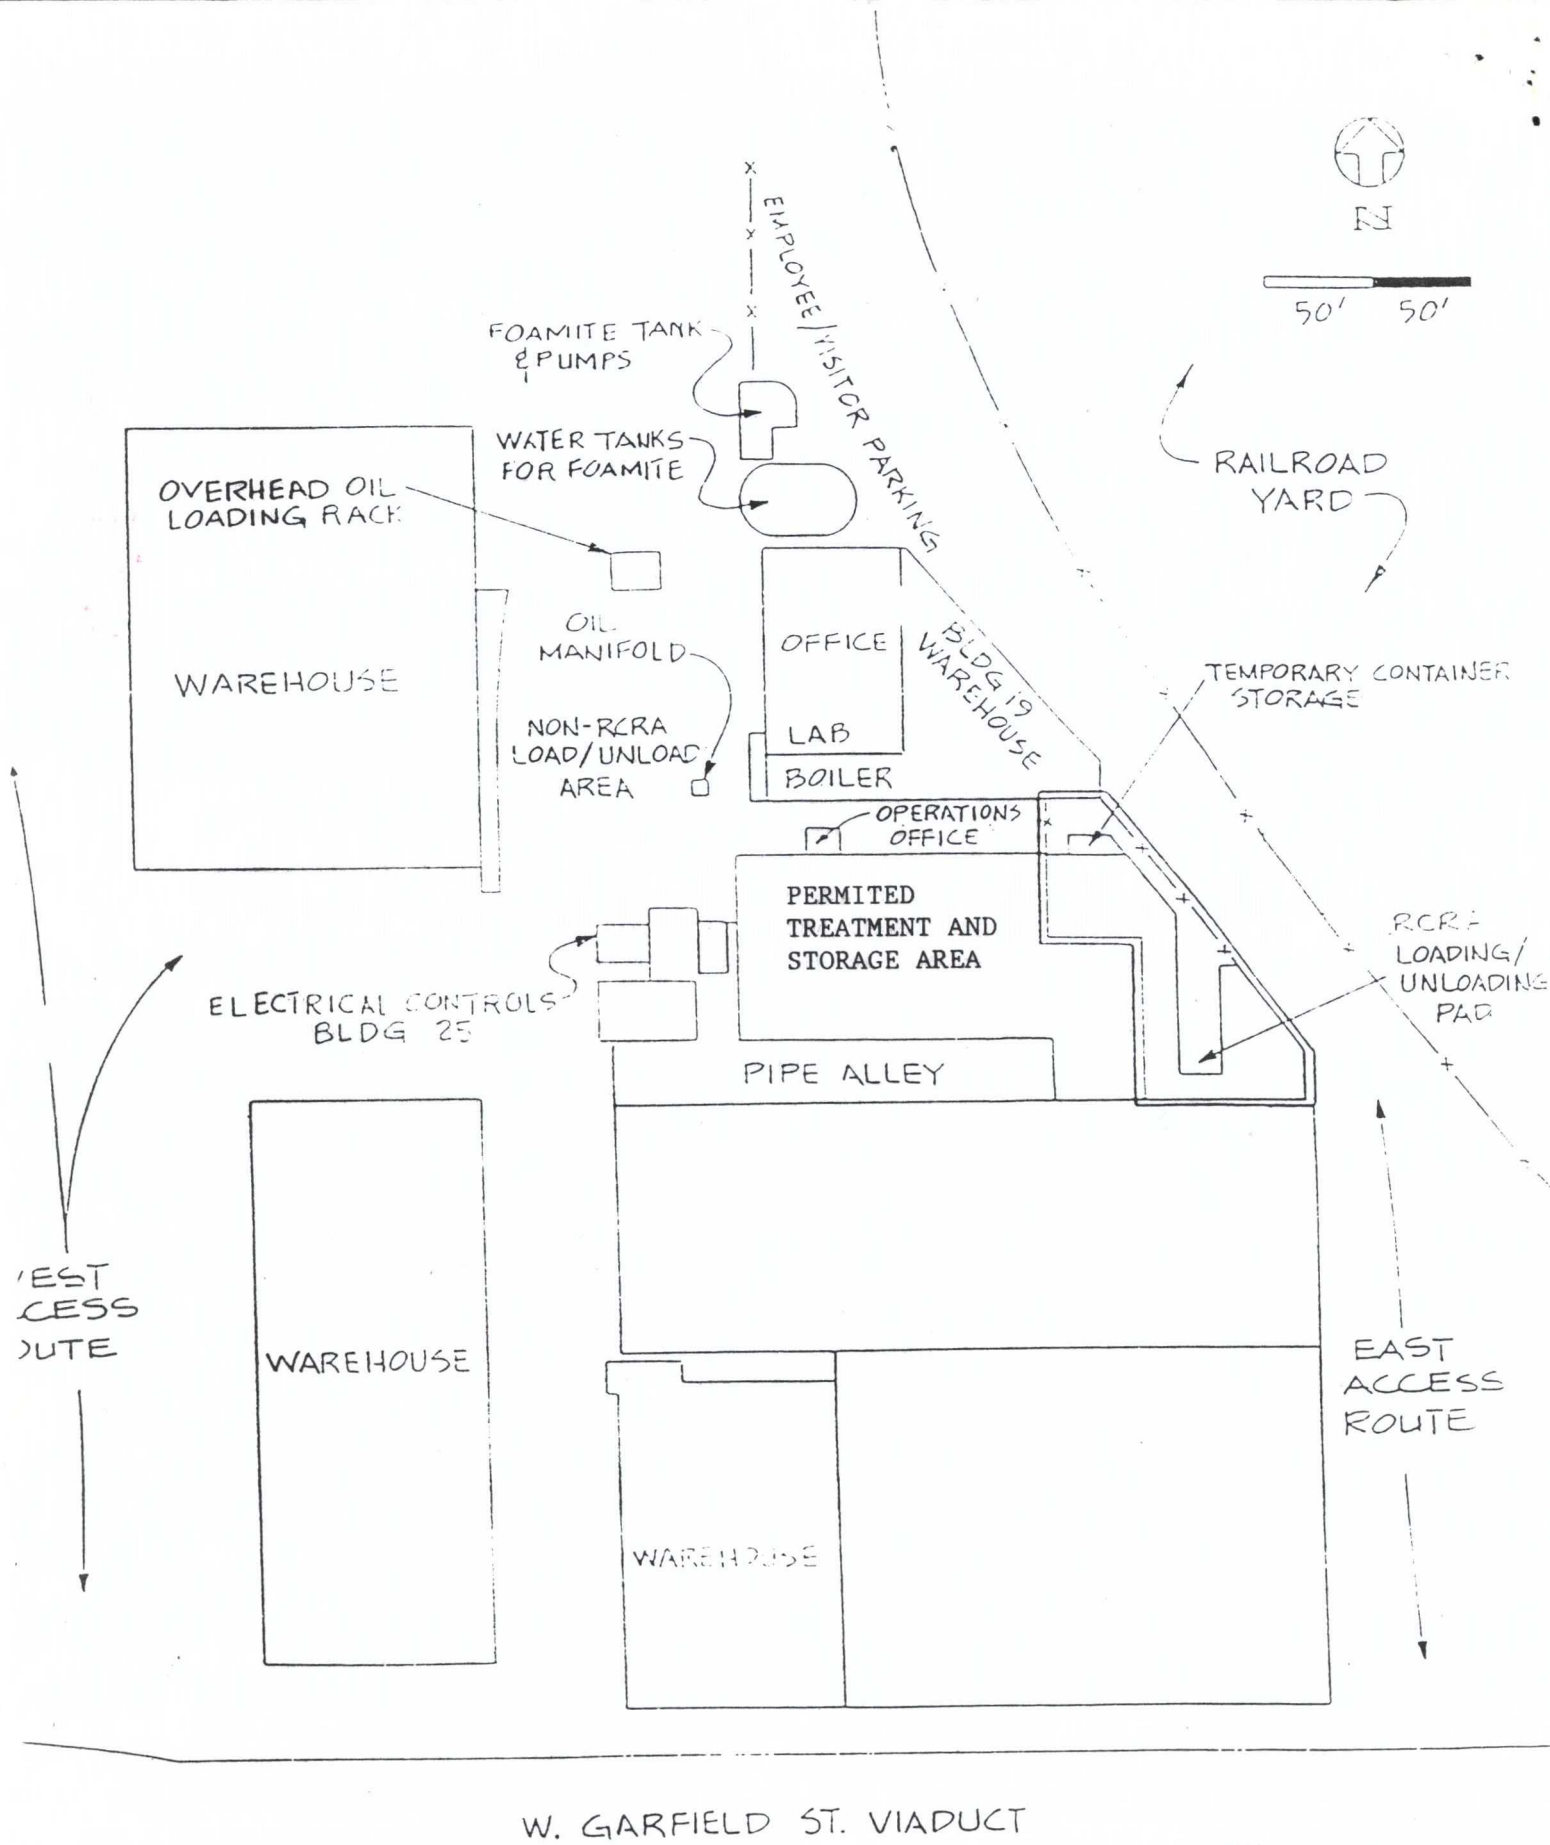 N
50' 50'
EMPLOYEE/VISITOR PARKING
FOAMITE TANK
& PUMPS
WATER TANKS
FOR FOAMITE
RAILROAD
YARD
OVERHEAD OIL
LOADING RACK
OIL
MANIFOLD
OFFICE
BLDG 19
WAREHOUSE
WAREHOUSE
TEMPORARY CONTAINER
STORAGE
NON-RCRA
LOAD/UNLOAD
AREA
LAB
BOILER
OPERATIONS
OFFICE
PERMITED
TREATMENT AND
STORAGE AREA
RCRA
LOADING/
UNLOADING
PAD
ELECTRICAL CONTROLS
BLDG 25
PIPE ALLEY
EST
CESS
UTE
WAREHOUSE
EAST
ACCESS
ROUTE
WAREHOUSE
W. GARFIELD ST. VIADUCT